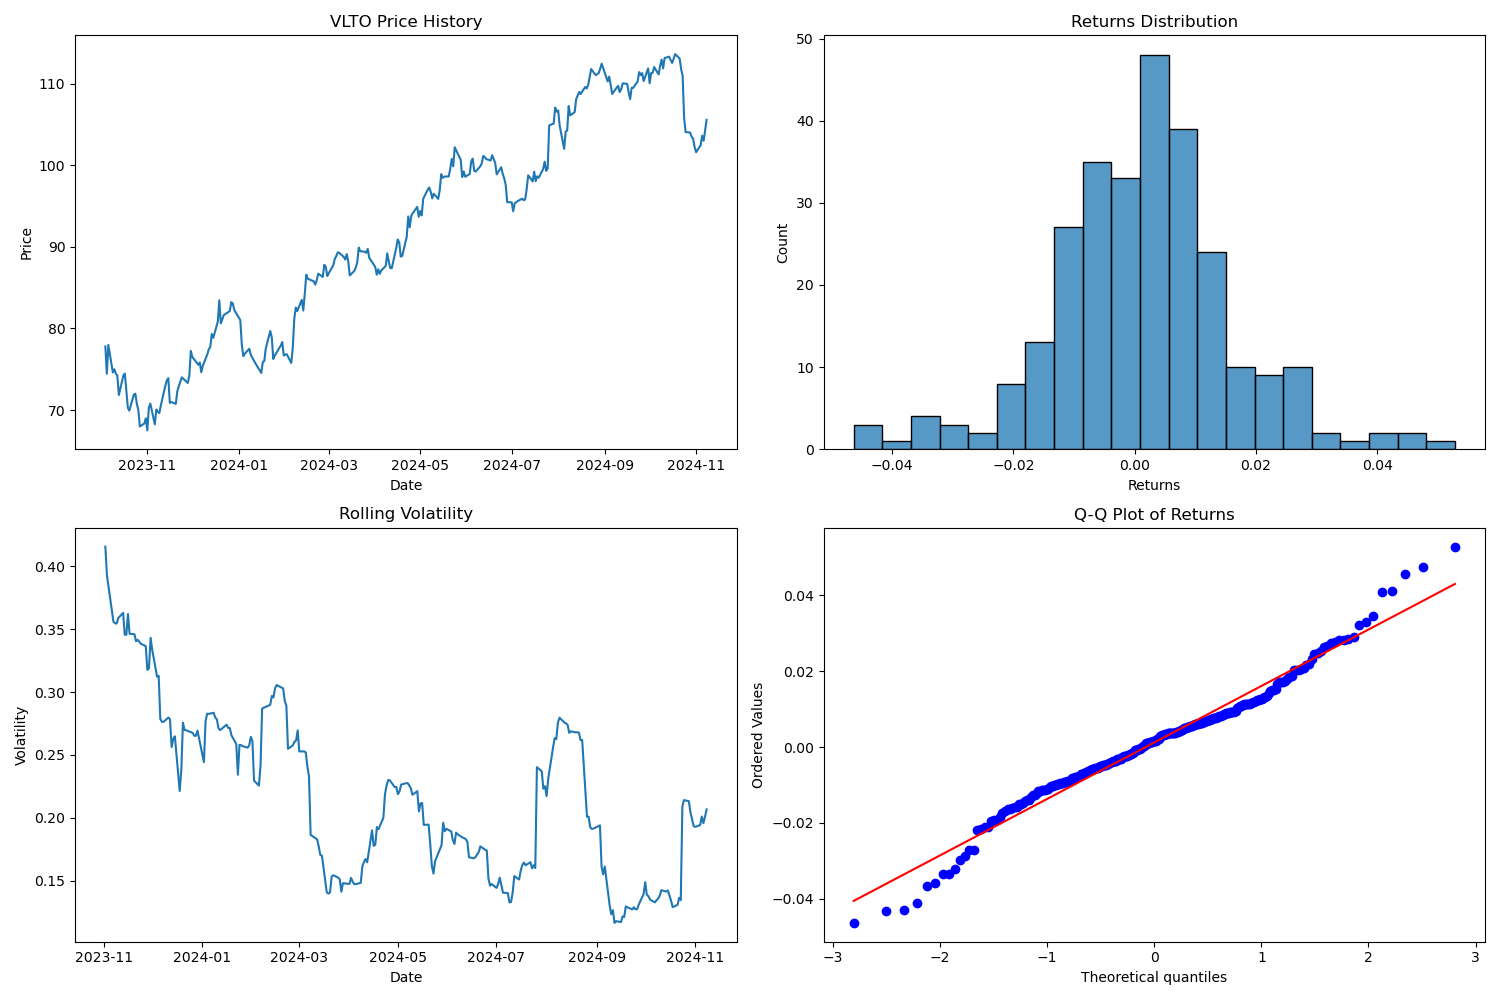 VLTO Price History
Price
110
100
90
80
70
2023-11 2024-01 2024-03 2024-05 2024-07 2024-09 2024-11
Date
Returns Distribution
Count
50
40
30
20
10
0
−0.04 −0.02 0.00 0.02 0.04
Returns
Rolling Volatility
Volatility
0.40
0.35
0.30
0.25
0.20
0.15
2023-11 2024-01 2024-03 2024-05 2024-07 2024-09 2024-11
Date
Q-Q Plot of Returns
Ordered Values
0.04
0.02
0.00
−0.02
−0.04
−3 −2 −1 0 1 2 3
Theoretical quantiles